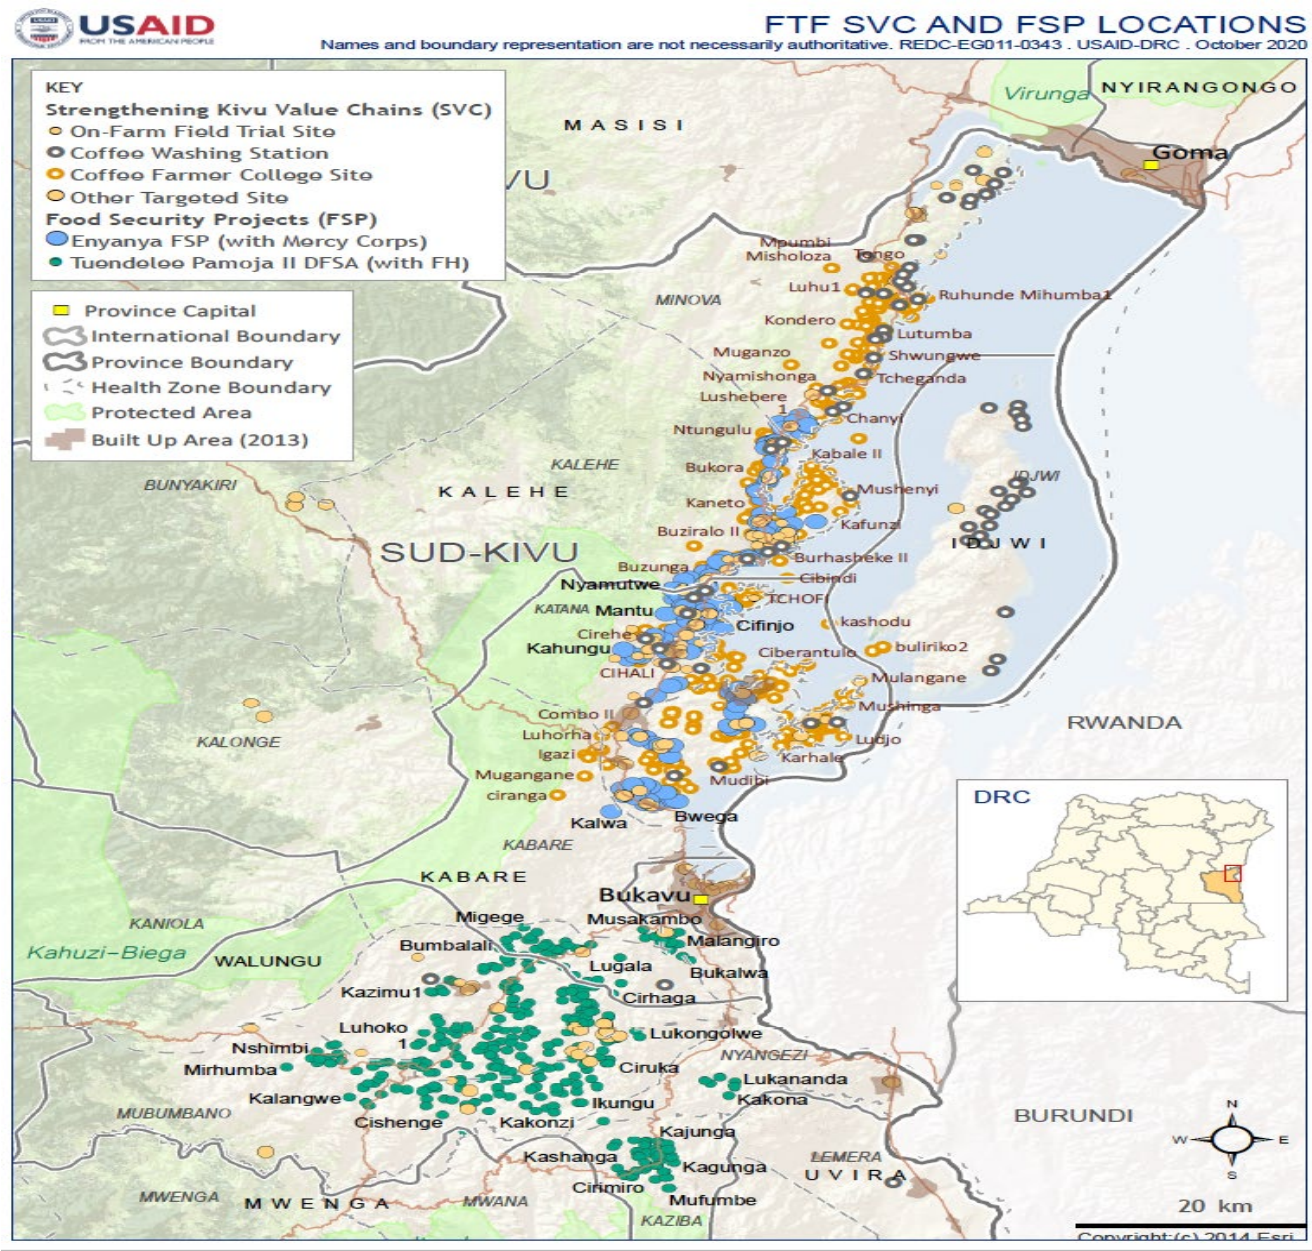 USAID
FROM THE AMERICAN PEOPLE
FTF SVC AND FSP LOCATIONS
Names and boundary representation are not necessarily authoritative. REDC-EG011-0343 . USAID-DRC . October 2020
KEY
Strengthening Kivu Value Chains (SVC)
On-Farm Field Trial Site
Coffee Washing Station
Coffee Farmer College Site
Other Targeted Site
Food Security Projects (FSP)
Enyanya FSP (with Mercy Corps)
Tuendelee Pamoja II DFSA (with FH)
Province Capital
International Boundary
Province Boundary
Health Zone Boundary
Protected Area
Built Up Area (2013)
Virunga
NYIRANGONGO
MASISI
Goma
VU
Mpumbi
Misholoza
Tongo
Luhu1
MINOVA
Ruhunde Mihumba1
Kondero
Lutumba
Muganzo
Shwungwe
Nyamishonga
Tcheganda
Lushebere
1
Chanyi
Ntungulu
Kabale II
KALEHE
Bukora
IDJWI
BUNYAKIRI
KALEHE
Mushenyi
Kaneto
Kafunzi
Buziralo II
IDJWI
SUD-KIVU
Burhasheke II
Buzunga
Cibindi
Nyamutwe
TCHOFI
KATANA
Mantu
kashodu
Cifinjo
Cirehe
Kahungu
buliriko2
Ciberantulo
CIHALI
Mulangane
Mushinga
Combo II
RWANDA
Luhorha
KALONGE
Ludjo
Igazi
Karhale
Mugangane
Mudibi
ciranga
DRC
Kalwa
Bwega
KABARE
KABARE
Bukavu
Migege
Musakambo
KANIOLA
Malangiro
Bumbalali
Kahuzi-Biega
WALUNGU
Lugala
Bukalwa
Kazimu1
Cirhaga
Luhoko
1
Lukongolwe
Nshimbi
NYANGEZI
Mirhumba
Ciruka
Lukananda
Kalangwe
Ikungu
Kakona
MUBUMBANO
Cishenge
Kakonzi
BURUNDI
N
W
E
S
Kajunga
Kashanga
LEMERA
Kagunga
UVIRA
Cirimiro
MWENGA
MWENGA
MWANA
Mufumbe
20 km
KAZIBA
Copyright:(c) 2014 Esri